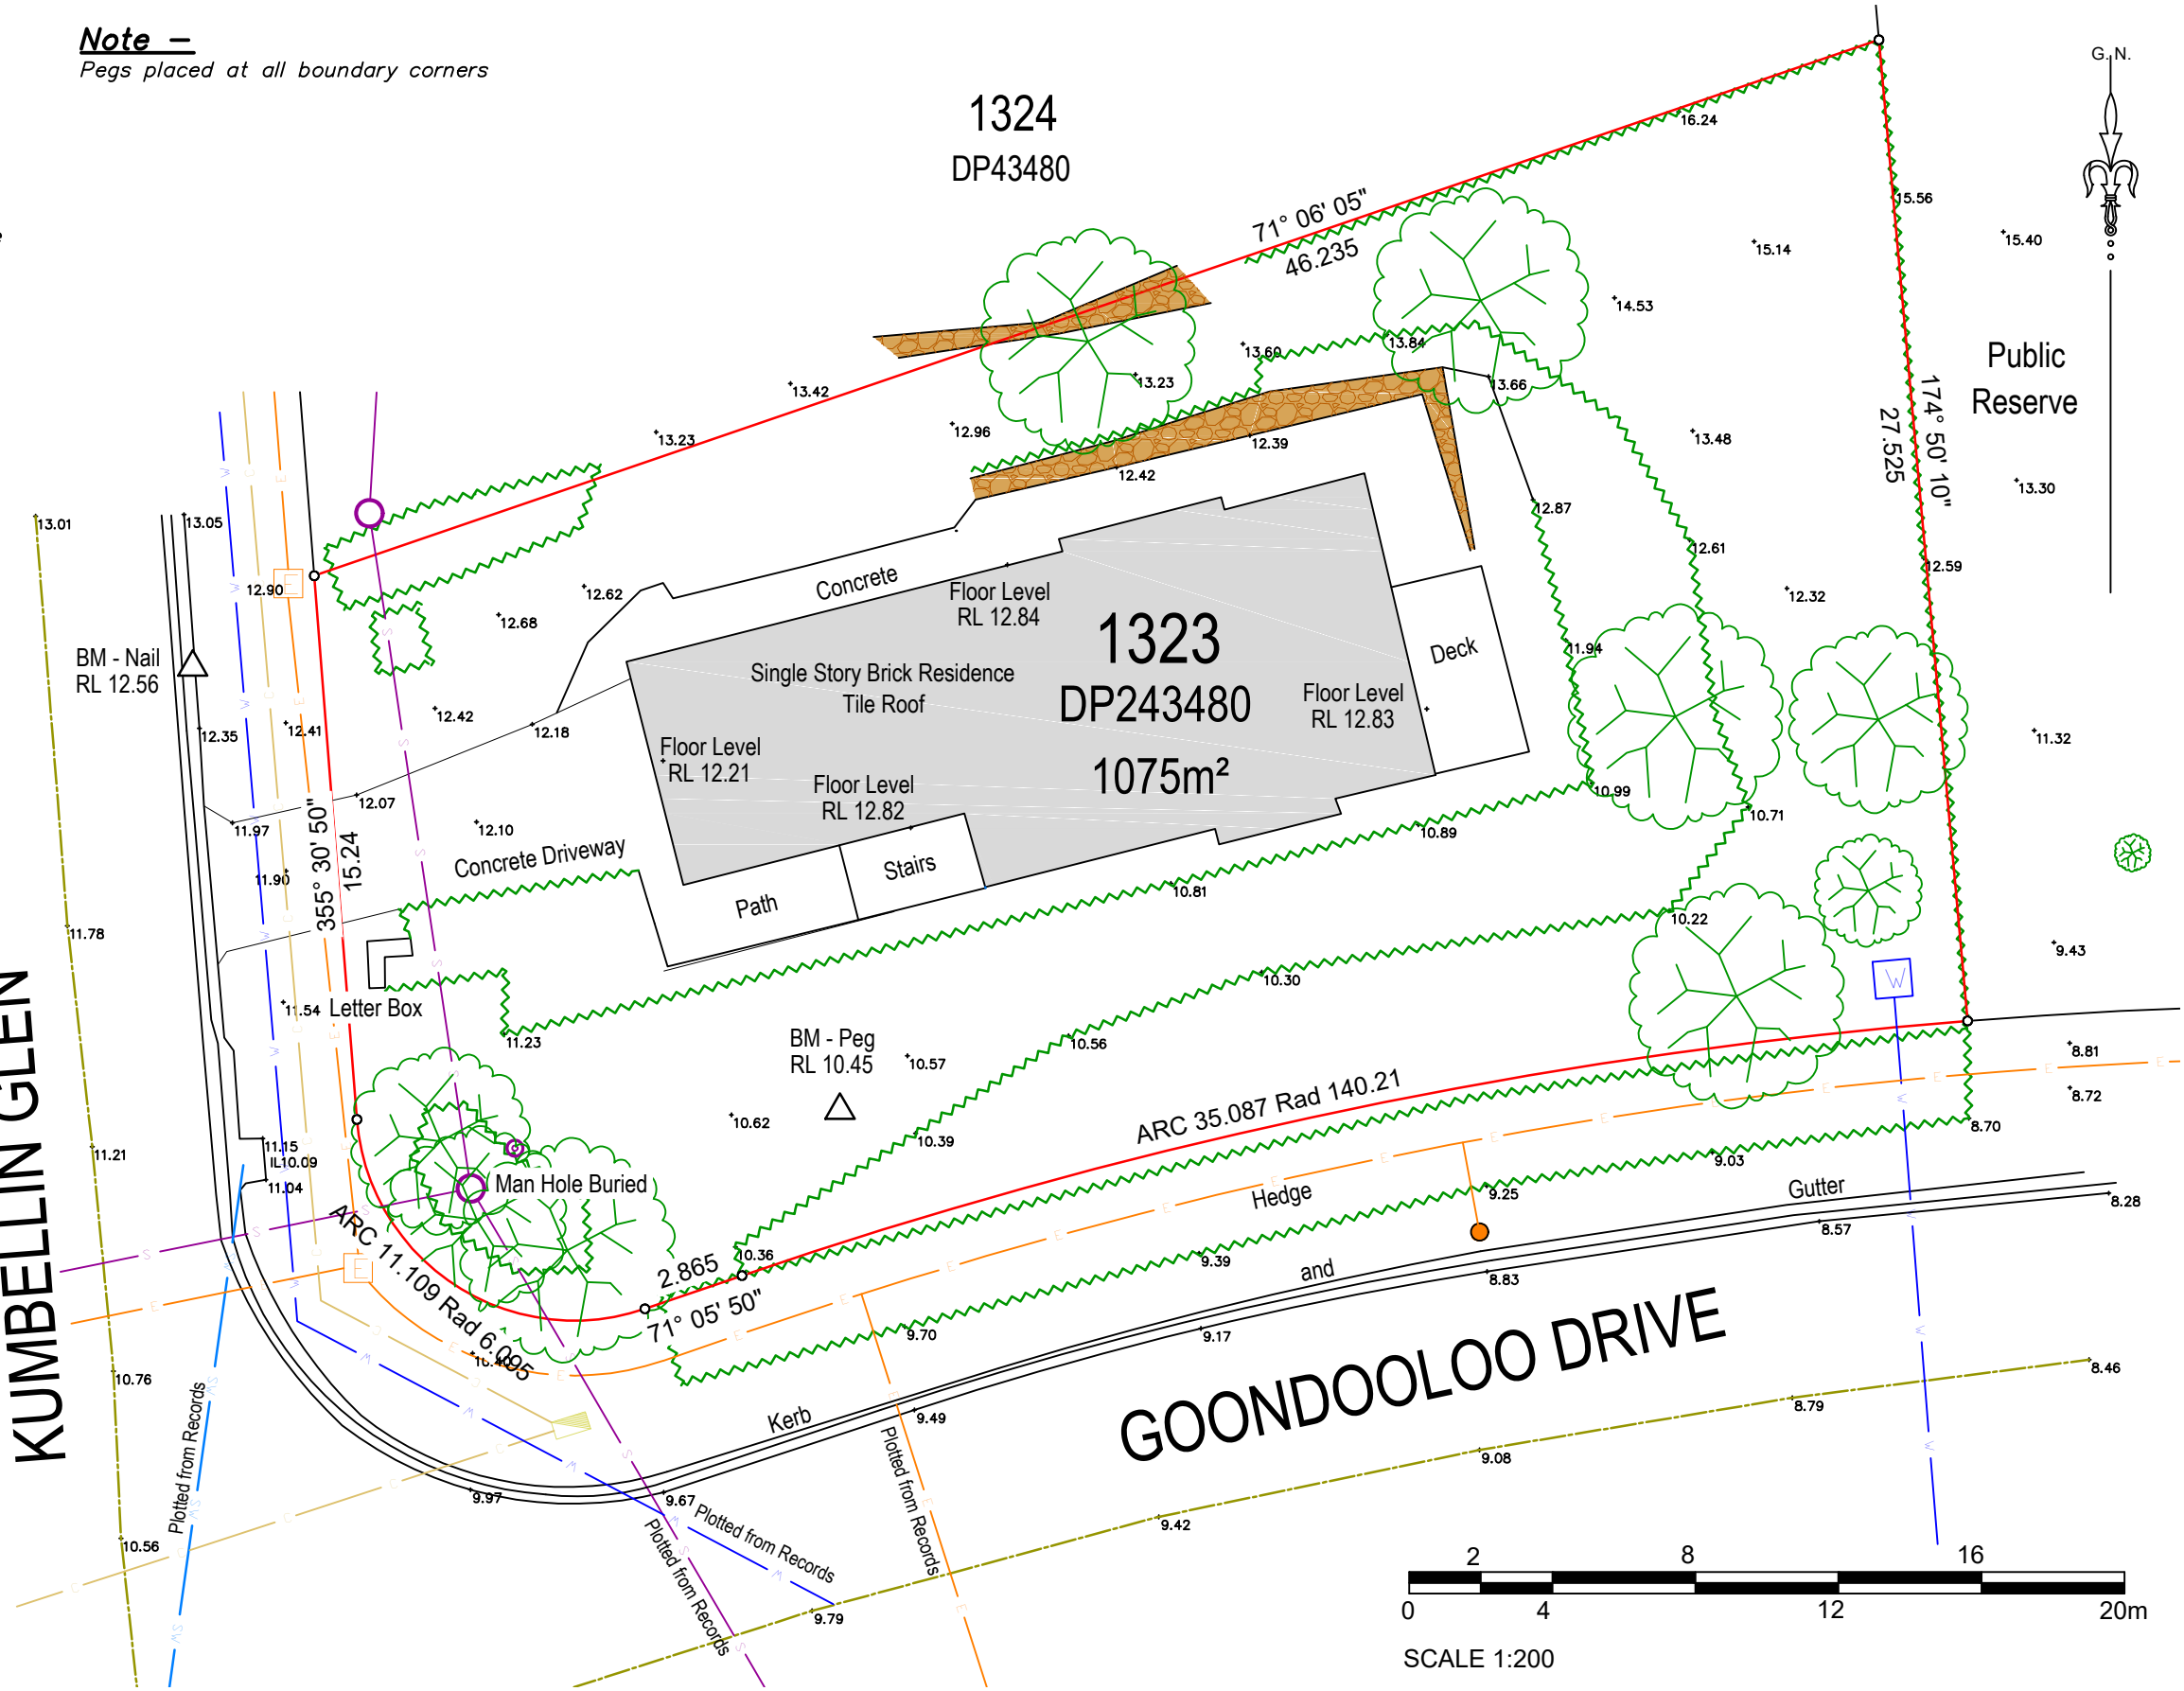 Note –
Pegs placed at all boundary corners
G. N.
1324
DP43480
16.24
71° 06' 05"
46.235
15.56
15.14
15.40
14.53
Public
Reserve
174° 50' 10"
27.525
13.60
13.84
13.66
13.23
13.42
12.96
13.23
12.39
12.42
13.48
13.30
12.87
12.61
12.59
13.01
13.05
12.90
E
12.62
12.68
Concrete
Floor Level
RL 12.84
1323
DP243480
1075m²
Single Story Brick Residence
Tile Roof
Deck
Floor Level
RL 12.83
11.94
12.32
BM - Nail
RL 12.56
12.35
12.41
12.42
12.18
Floor Level
RL 12.21
Floor Level
RL 12.82
11.32
10.99
10.71
12.07
11.97
12.10
10.89
355° 30' 50"
15.24
Concrete Driveway
11.90
Stairs
Path
10.81
10.22
11.78
9.43
W
10.30
11.54
Letter Box
11.23
BM - Peg
RL 10.45
10.57
10.56
8.81
8.72
8.70
ARC 35.087 Rad 140.21
10.62
10.39
11.21
11.15
IL10.09
11.04
Man Hole Buried
9.03
9.25
Hedge
Gutter
8.28
8.57
ARC 11.109 Rad 6.095
2.865
71° 05' 50"
10.36
9.39
and
8.83
E
9.70
9.17
10.76
KUMBELLIN GLEN
GOONDOOLOO DRIVE
8.46
8.79
9.08
Kerb
9.49
9.97
9.67
9.42
9.79
10.56
Plotted from Records
Plotted from Records
Plotted from Records
Plotted from Records
2 8 16
0 4 12 20m
SCALE 1:200